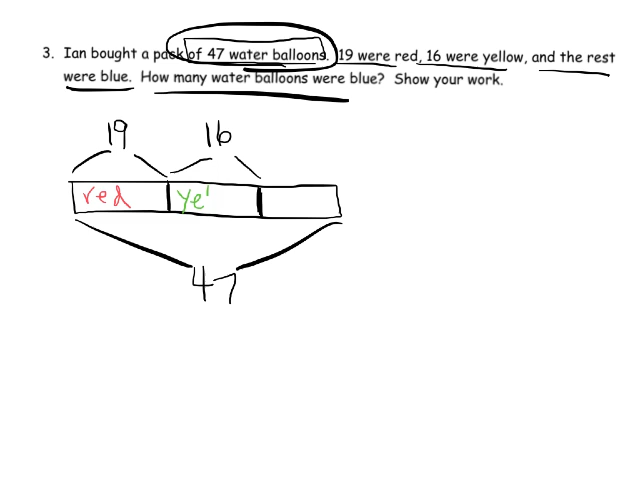 3. Ian bought a pack of 47 water balloons. 19 were red, 16 were yellow, and the rest
were blue. How many water balloons were blue? Show your work.
19 16
red yel
47